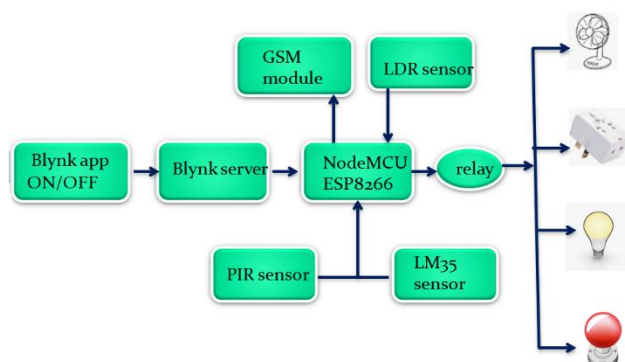 GSM
module
LDR sensor
Blynk app
ON/OFF
Blynk server
NodeMCU
ESP8266
relay
PIR sensor
LM35
sensor